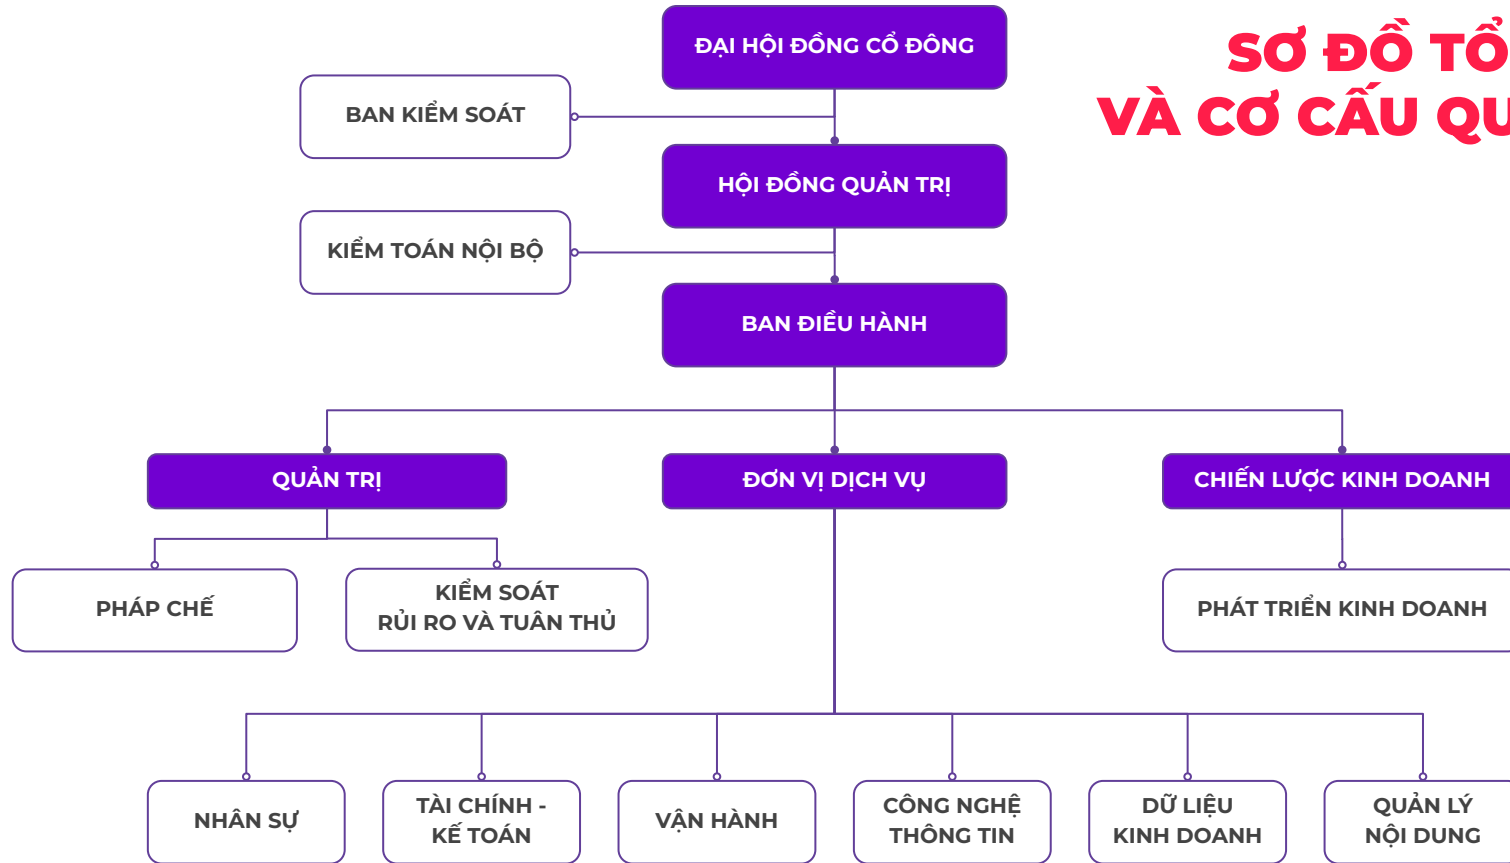 ĐẠI HỘI ĐỒNG CỔ ĐÔNG
SƠ ĐỒ TỔ
VÀ CƠ CẤU QU
BAN KIỂM SOÁT
HỘI ĐỒNG QUẢN TRỊ
KIỂM TOÁN NỘI BỘ
BAN ĐIỀU HÀNH
QUẢN TRỊ
ĐƠN VỊ DỊCH VỤ
CHIẾN LƯỢC KINH DOANH
PHÁP CHẾ
KIỂM SOÁT
RỦI RO VÀ TUÂN THỦ
PHÁT TRIỂN KINH DOANH
NHÂN SỰ
TÀI CHÍNH -
KẾ TOÁN
VẬN HÀNH
CÔNG NGHỆ
THÔNG TIN
DỮ LIỆU
KINH DOANH
QUẢN LÝ
NỘI DUNG